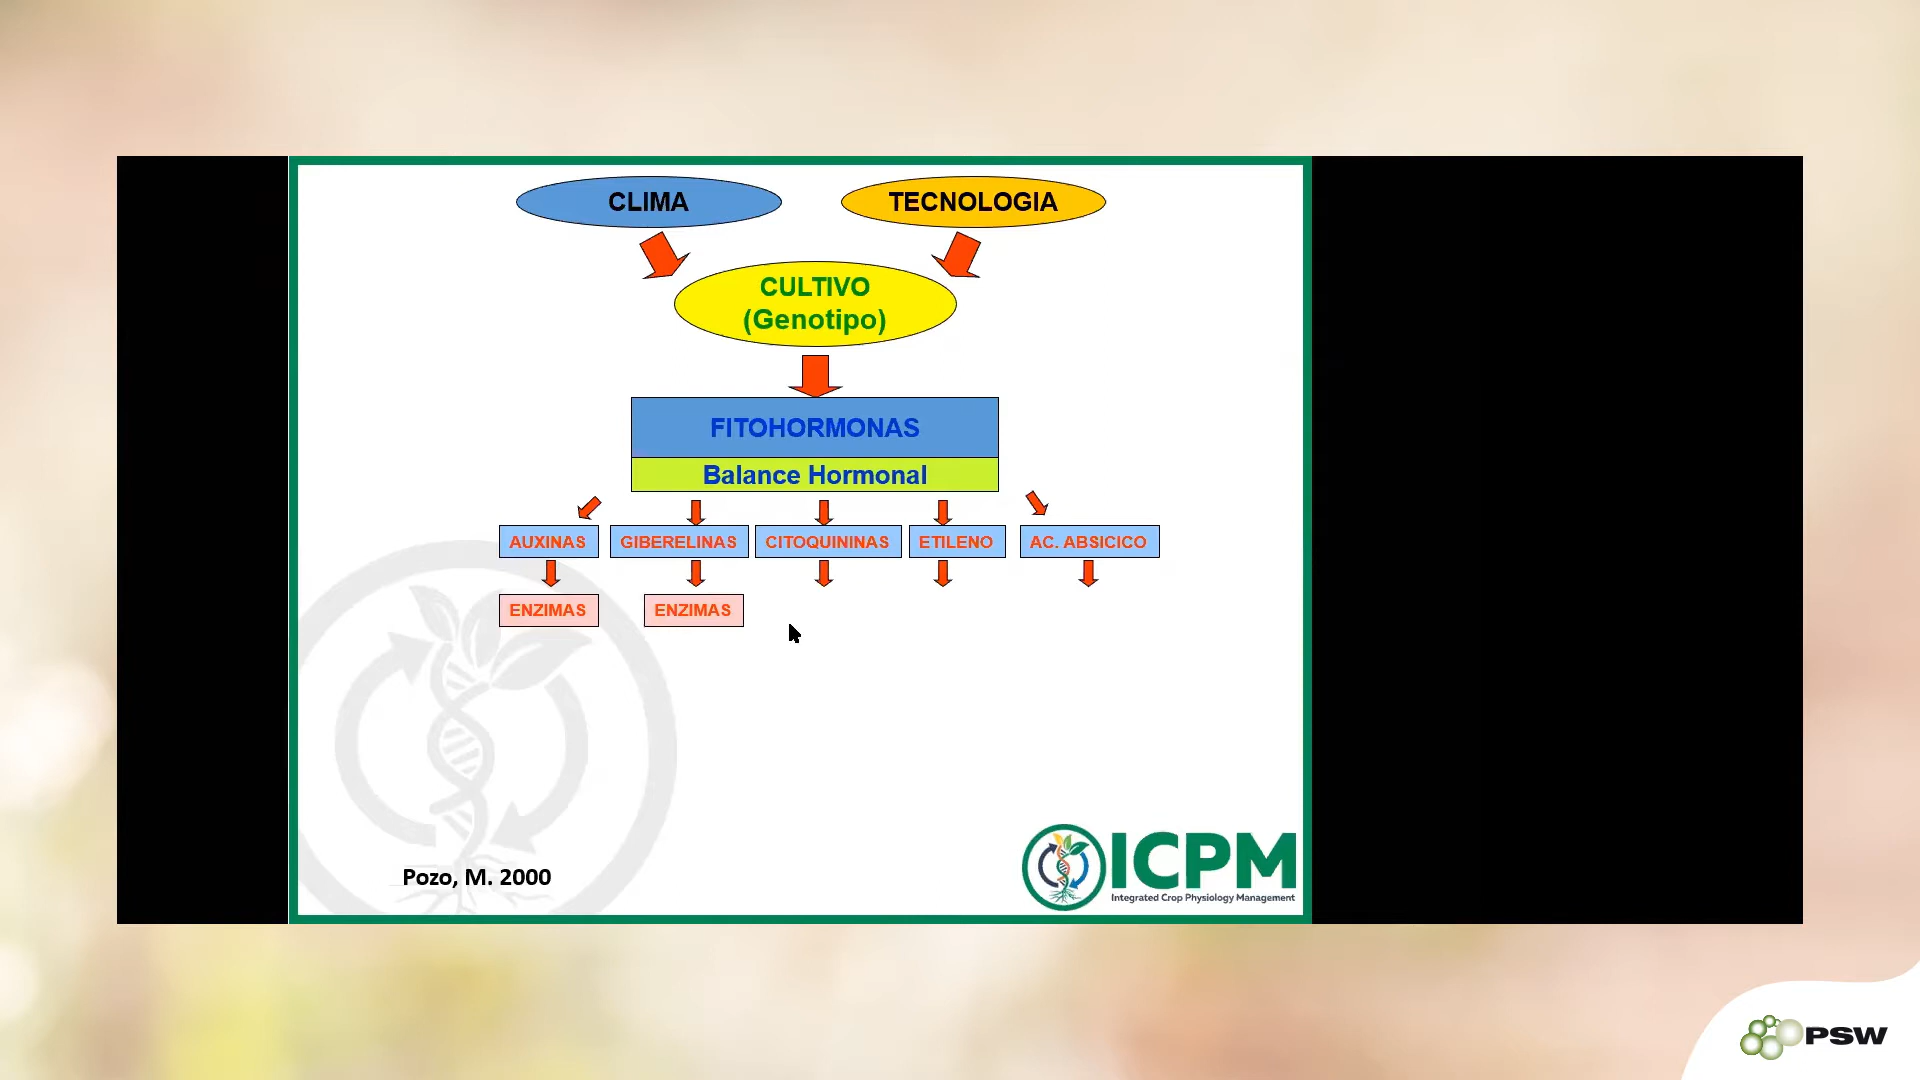 CLIMA
TECNOLOGIA
CULTIVO
(Genotipo)
FITOHORMONAS
Balance Hormonal
AUXINAS
GIBERELINAS
CITOQUININAS
ETILENO
AC. ABSICICO
ENZIMAS
ENZIMAS
Pozo, M. 2000
ICPM
Integrated Crop Physiology Management
PSW